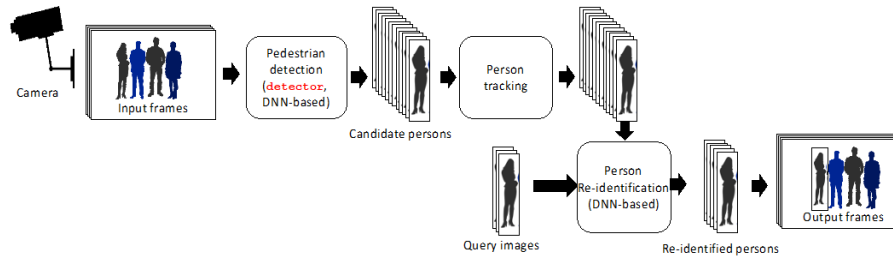 Camera
Input frames
Pedestrian
detection
(detector,
DNN-based)
Candidate persons
Person
tracking
Query images
Person
Re-identification
(DNN-based)
Re-identified persons
Output frames